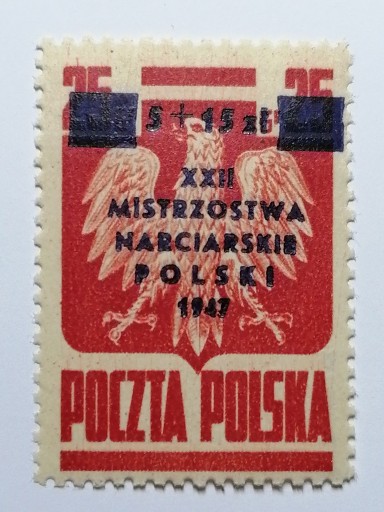 25 25
5 + 15 zł
XXII
MISTRZOSTWA
NARCIARSKIE
POLSKI
1947
POCZTA POLSKA